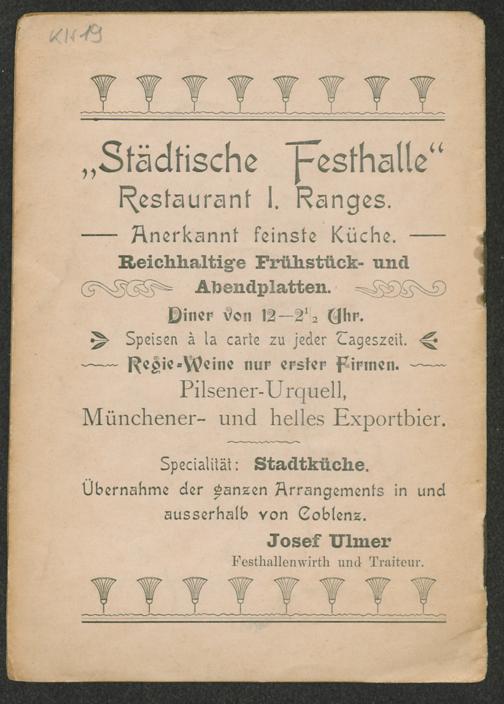 KH 19
„Städtische Festhalle“
Restaurant I. Ranges.
Anerkannt feinste Küche.
Reichhaltige Frühstück- und
Abendplatten.
Diner von 12—2½ Uhr.
Speisen à la carte zu jeder Tageszeit.
Regie-Weine nur erster Firmen.
Pilsener-Urquell,
Münchener- und helles Exportbier.
Specialität: Stadtküche.
Übernahme der ganzen Arrangements in und
ausserhalb von Coblenz.
Josef Ulmer
Festhallenwirth und Traiteur.